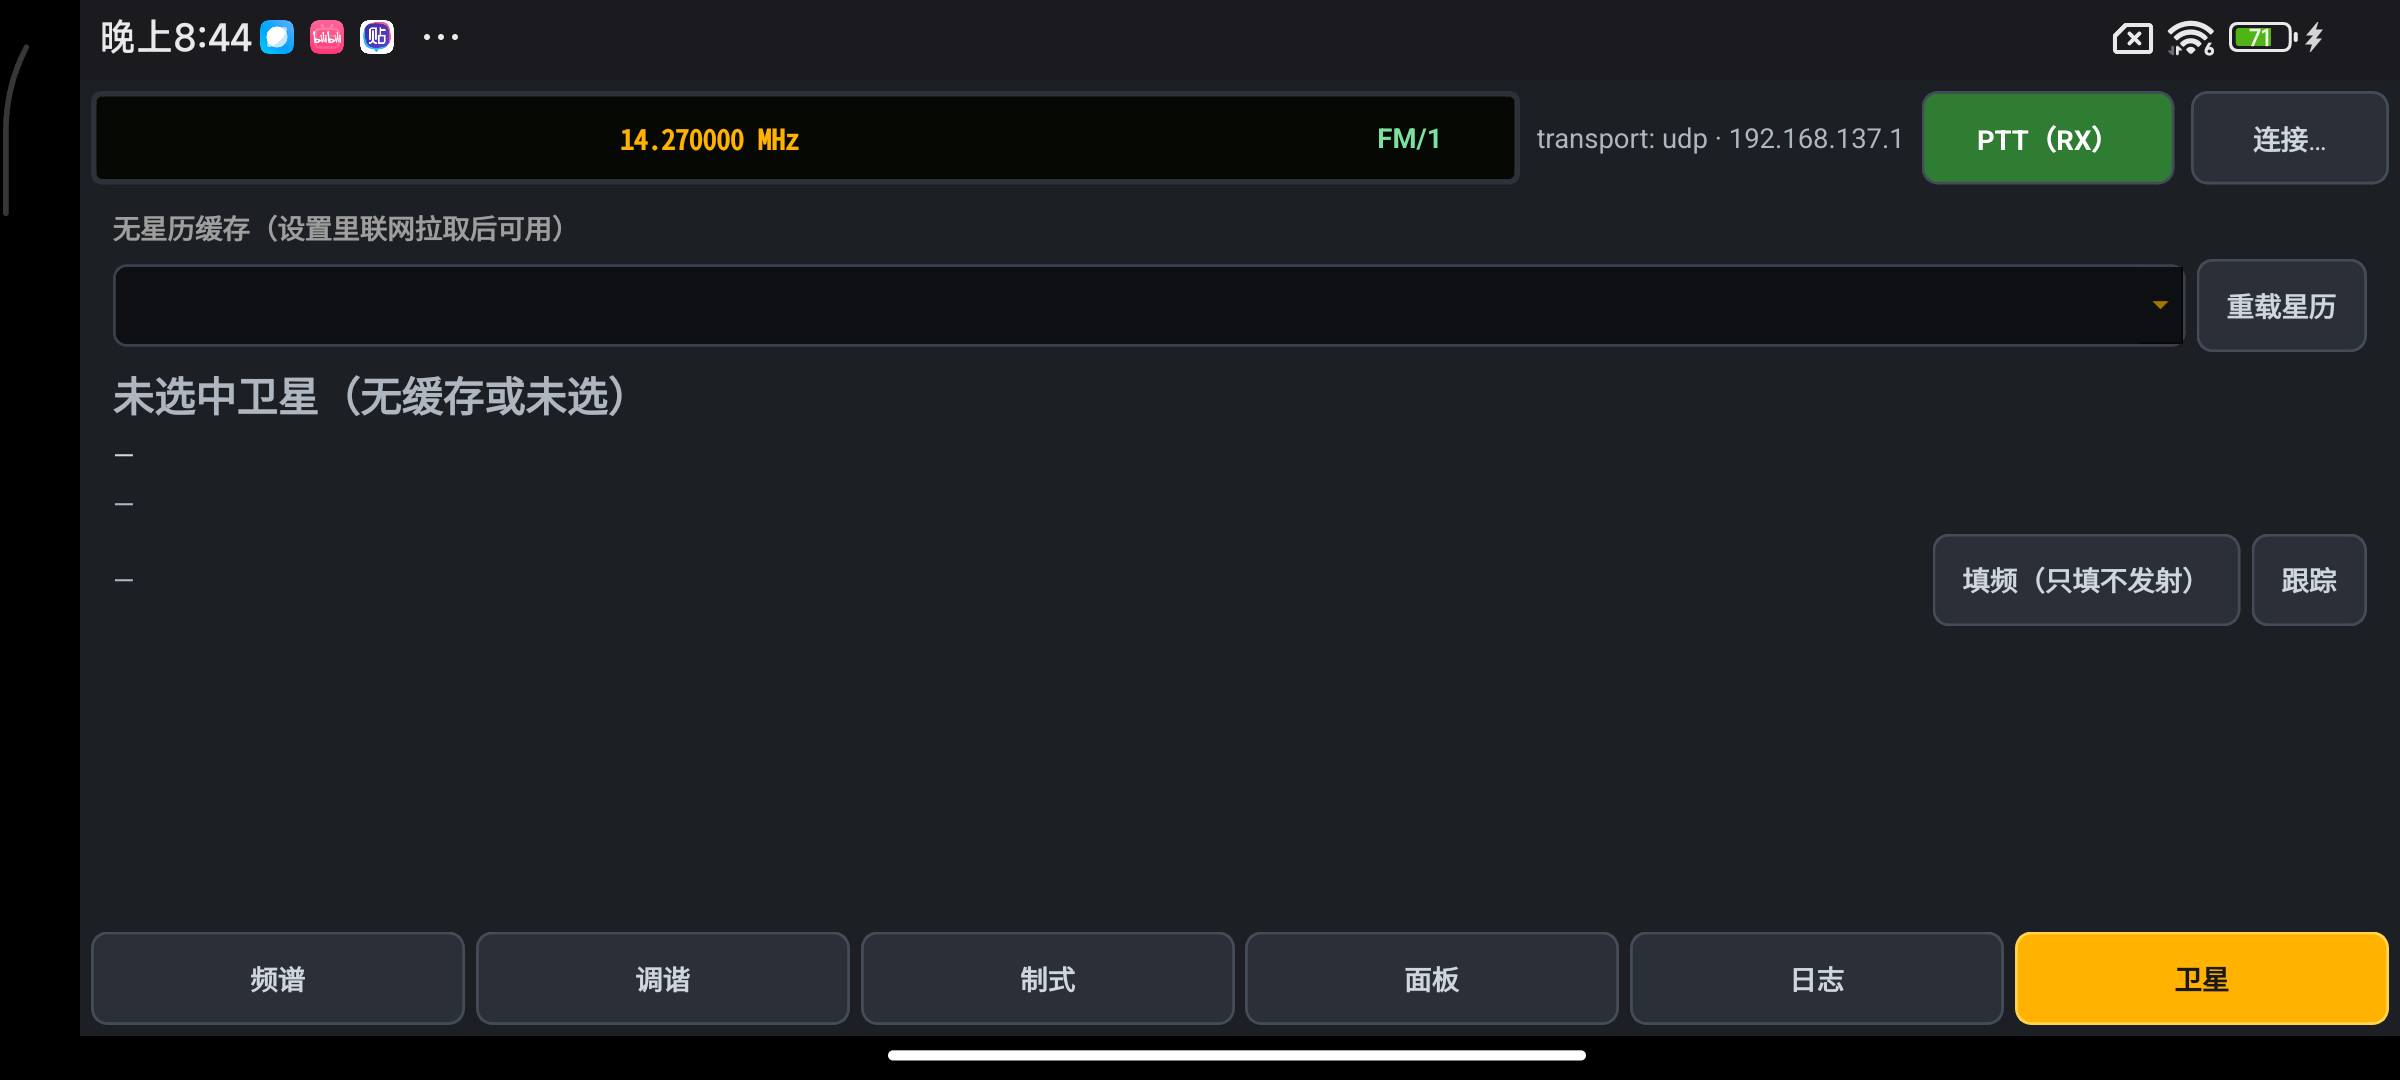 晚上8:44 bilibili 贴 ··· 6 71
14.270000 MHz FM/1 transport: udp · 192.168.137.1 PTT（RX） 连接...
无星历缓存（设置里联网拉取后可用）
重载星历
未选中卫星（无缓存或未选）
—
—
— 填频（只填不发射） 跟踪
频谱 调谐 制式 面板 日志 卫星